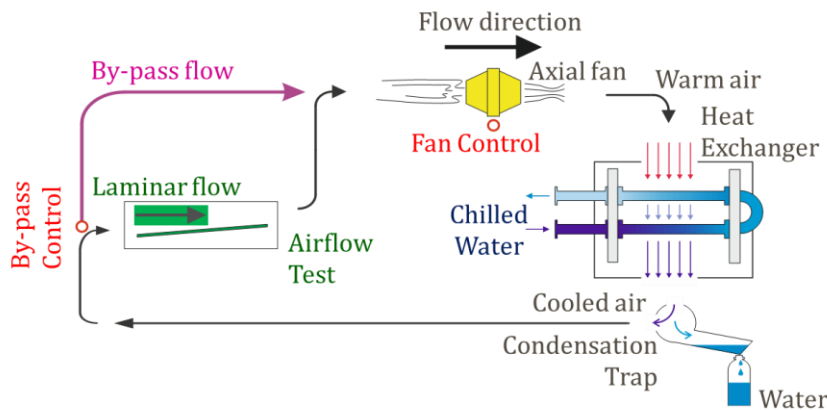 Flow direction
By-pass flow
Axial fan
Warm air
Heat
Exchanger
Fan Control
Laminar flow
By-pass
Control
Airflow
Test
Chilled
Water
Cooled air
Condensation
Trap
Water